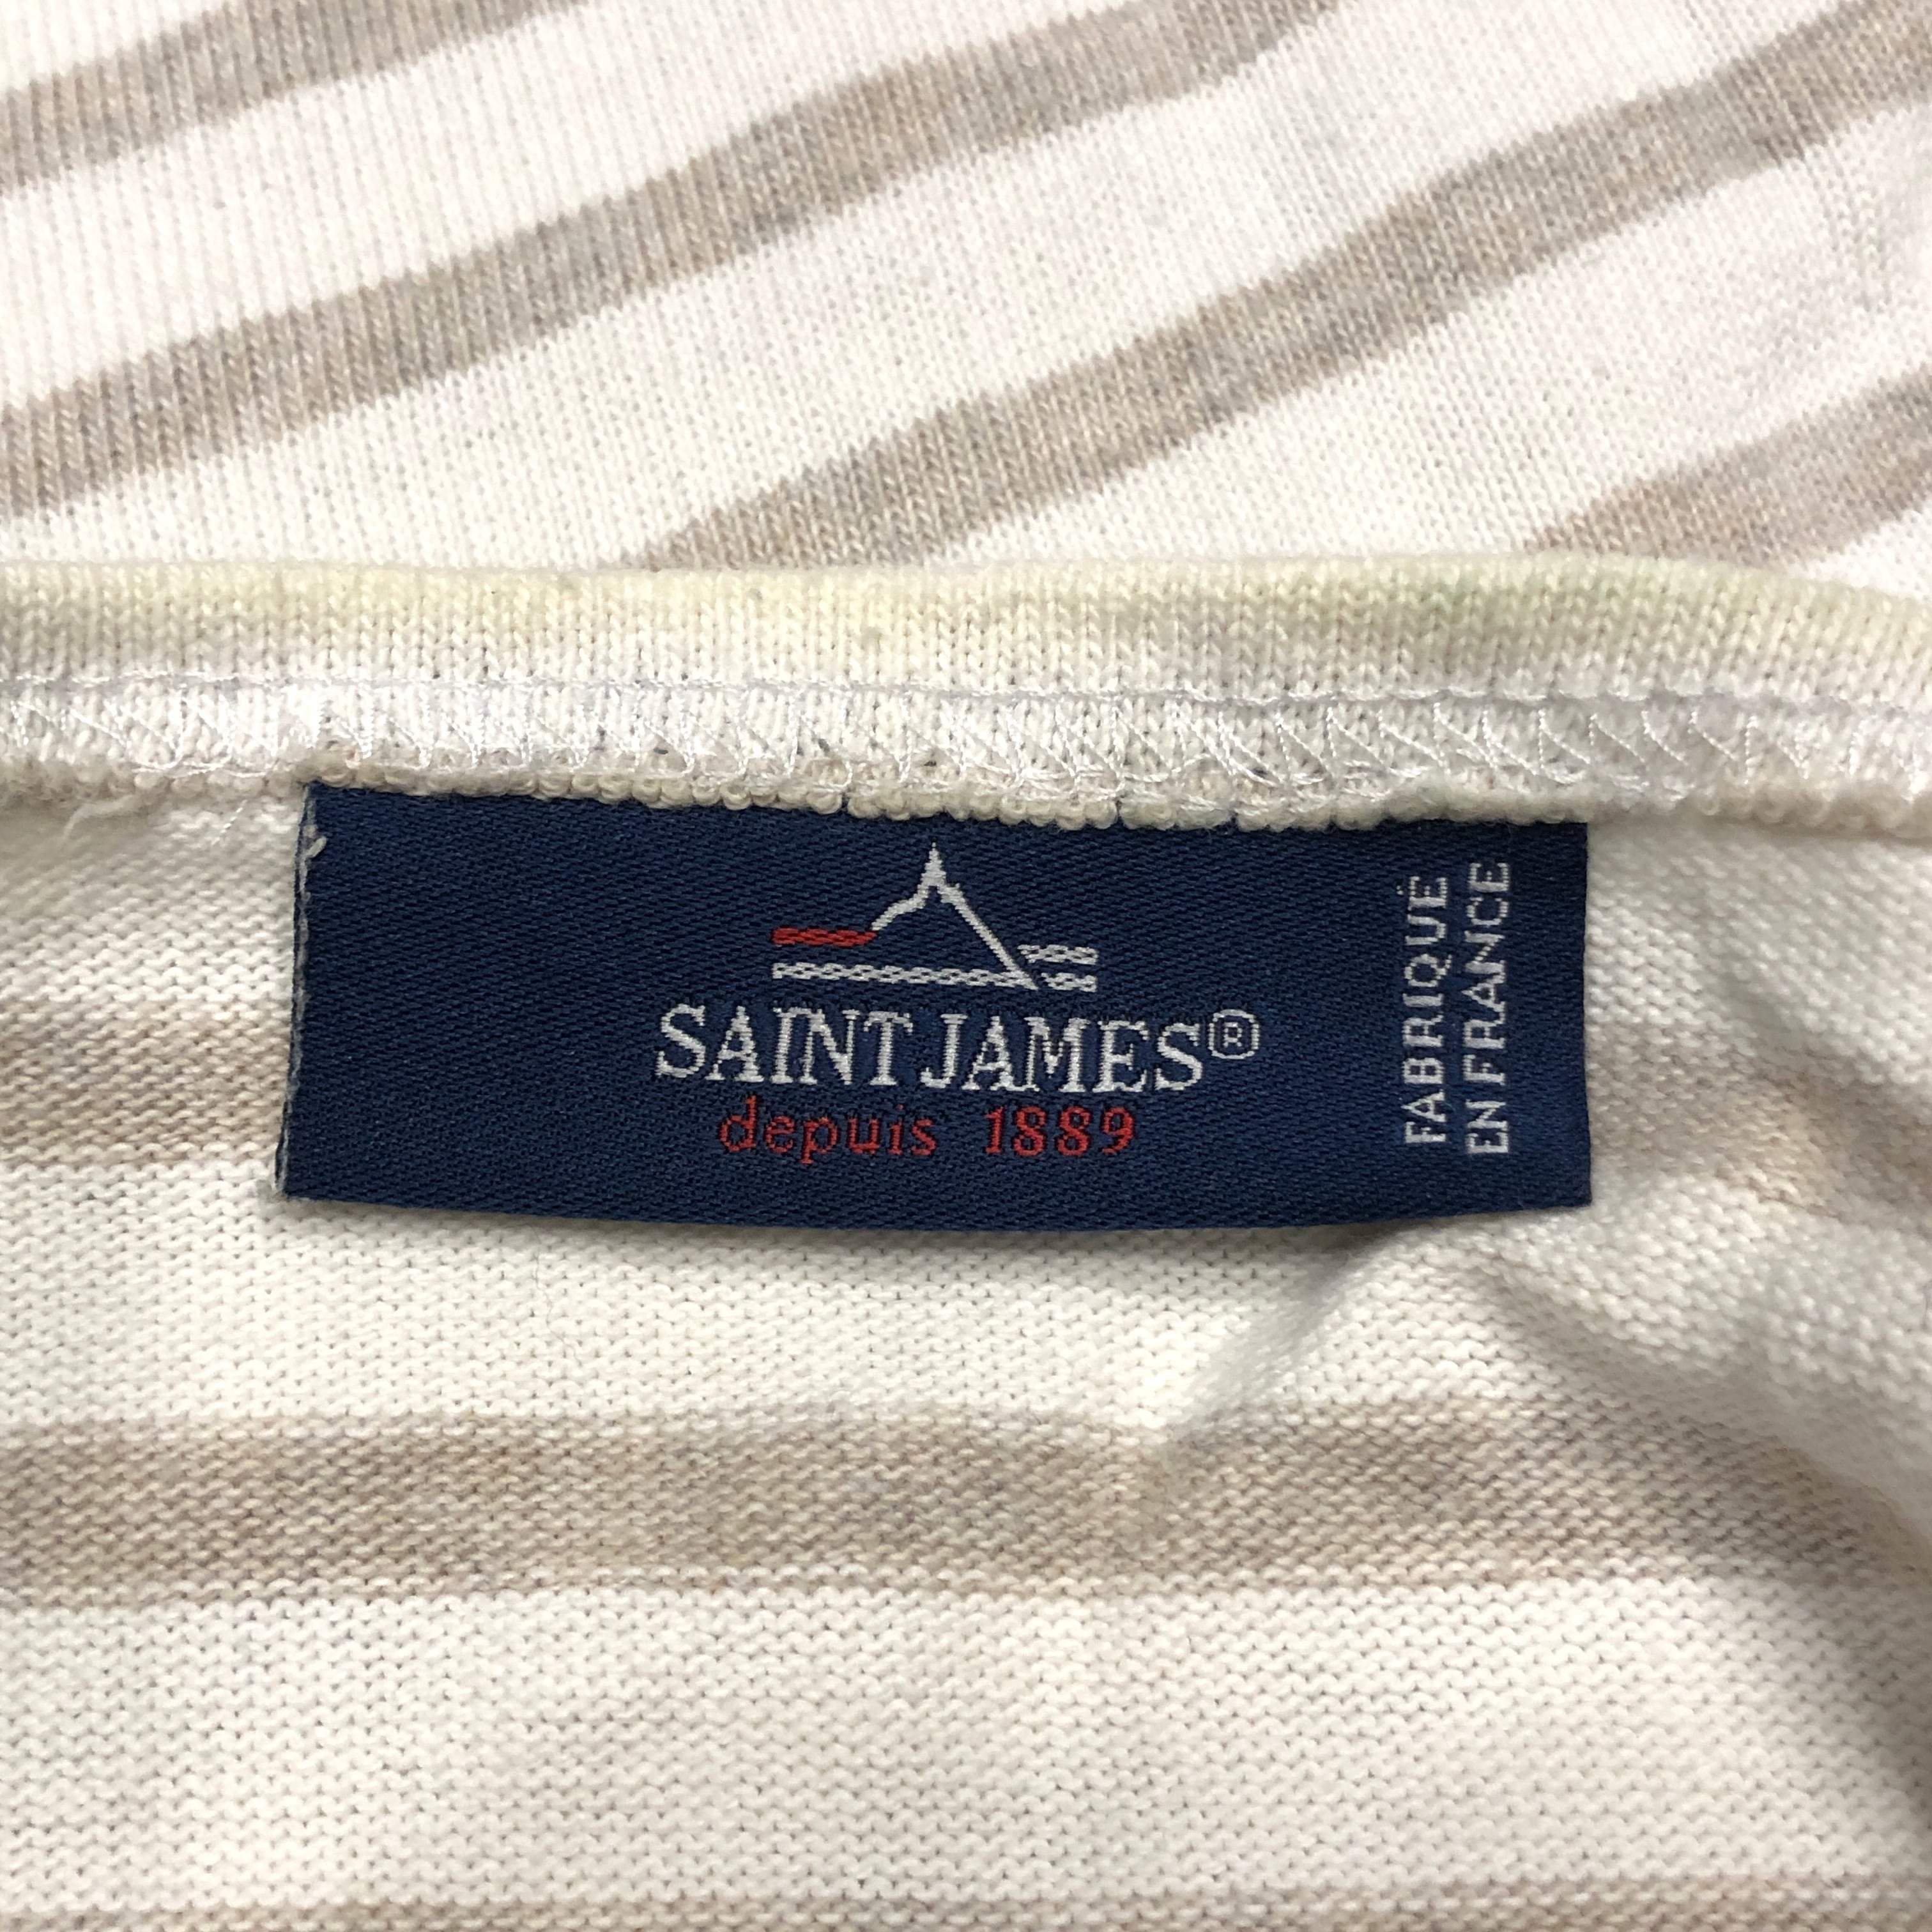 SAINT JAMES®
depuis 1889
FABRIQUÉ
EN FRANCE